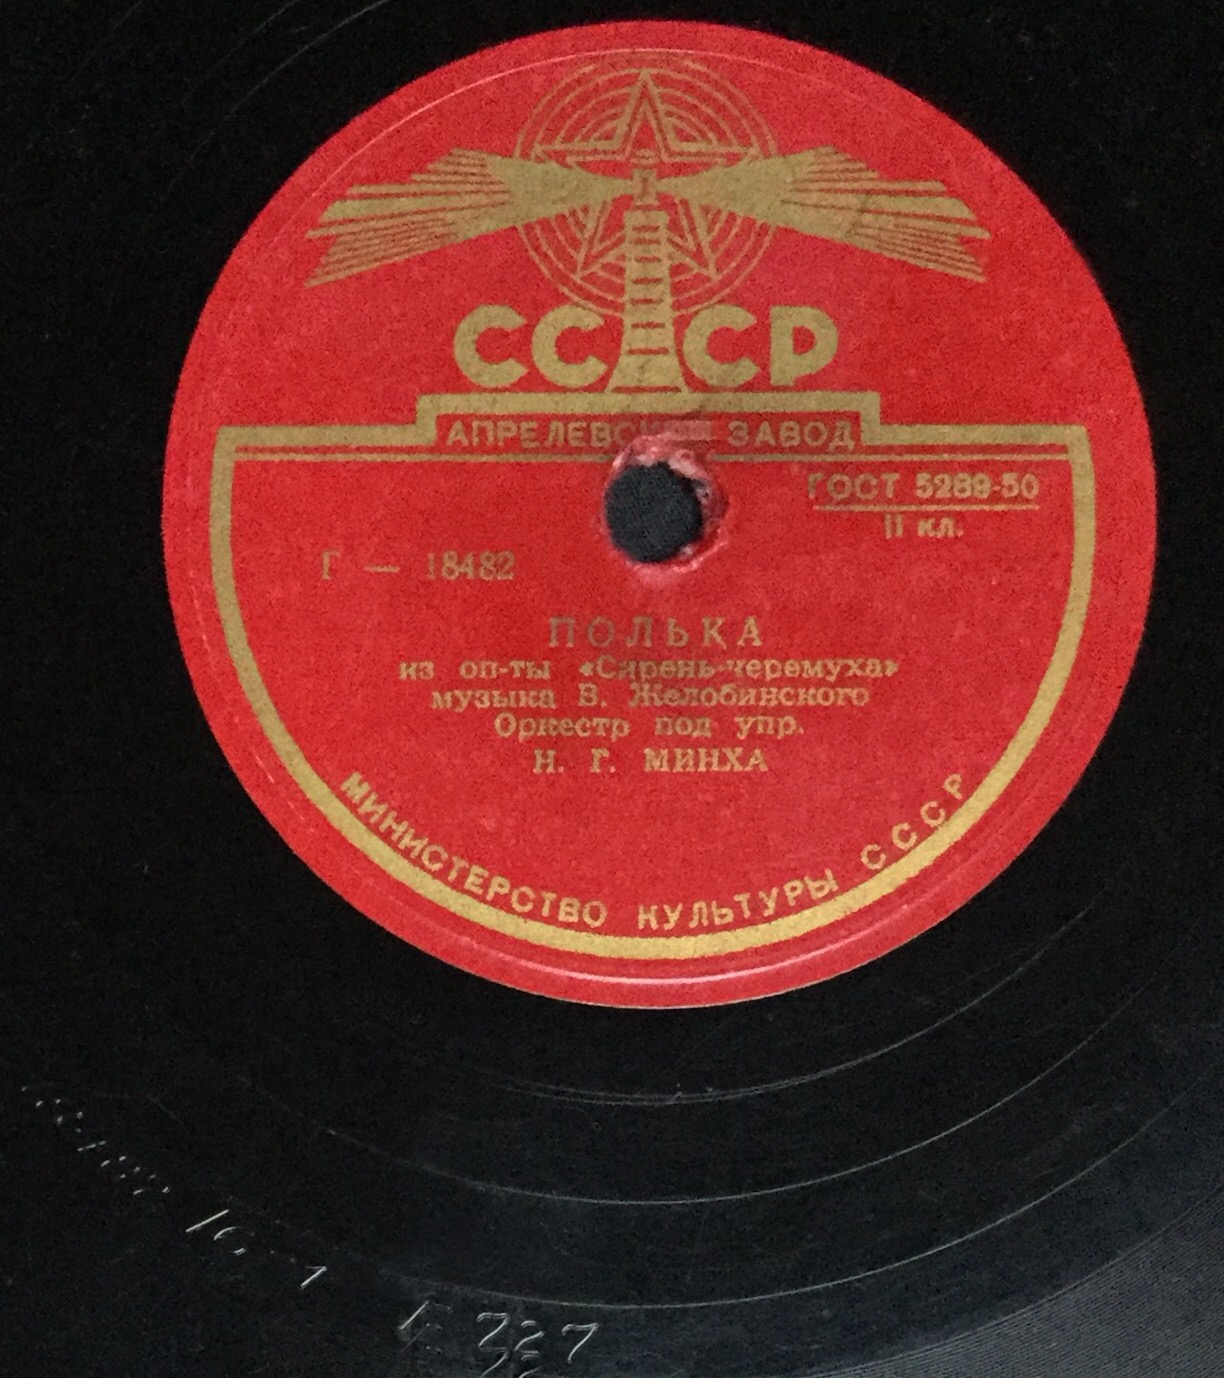 СССР
АПРЕЛЕВСКИЙ ЗАВОД
ГОСТ 5289-50
II кл.
Г — 18482
ПОЛЬКА
из оп-ты «Сирень-черемуха»
музыка В. Желобинского
Оркестр под упр.
Н. Г. МИНХА
МИНИСТЕРСТВО КУЛЬТУРЫ СССР
327